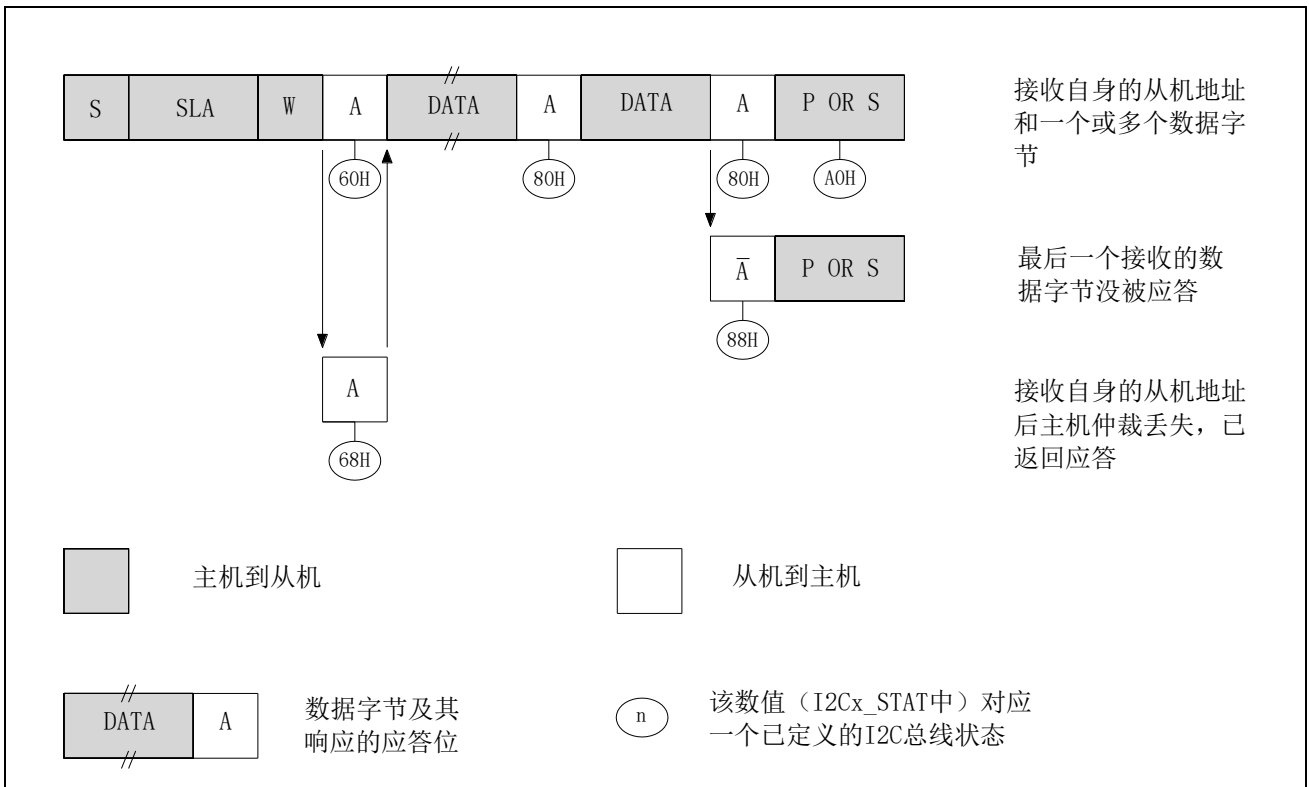 S SLA W A DATA A DATA A P OR S
60H 80H 80H A0H
接收自身的从机地址
和一个或多个数据字
节
A̅ P OR S
88H
最后一个接收的数
据字节没被应答
A
68H
接收自身的从机地址
后主机仲裁丢失，已
返回应答
主机到从机
从机到主机
DATA A
数据字节及其
响应的应答位
n
该数值（I2Cx_STAT中）对应
一个已定义的I2C总线状态